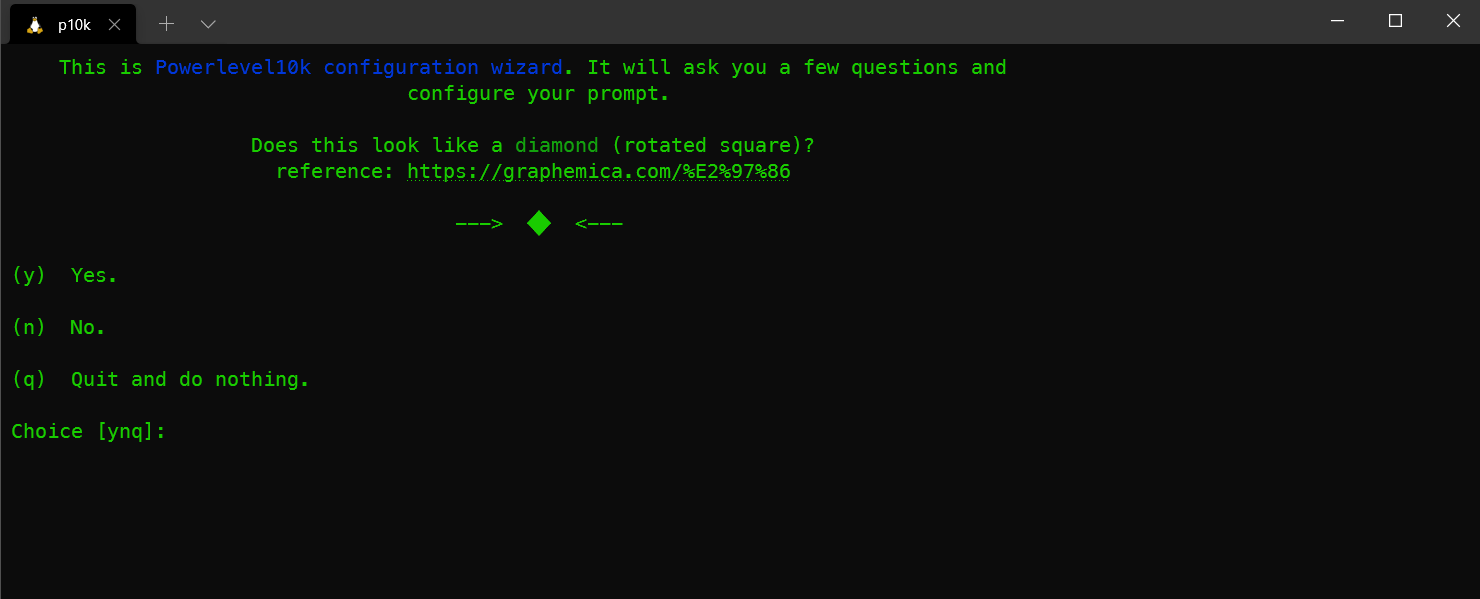 p10k
This is Powerlevel10k configuration wizard. It will ask you a few questions and
configure your prompt.
Does this look like a diamond (rotated square)?
reference: https://graphemica.com/%E2%97%86
---> ◆ <---
(y) Yes.
(n) No.
(q) Quit and do nothing.
Choice [ynq]: